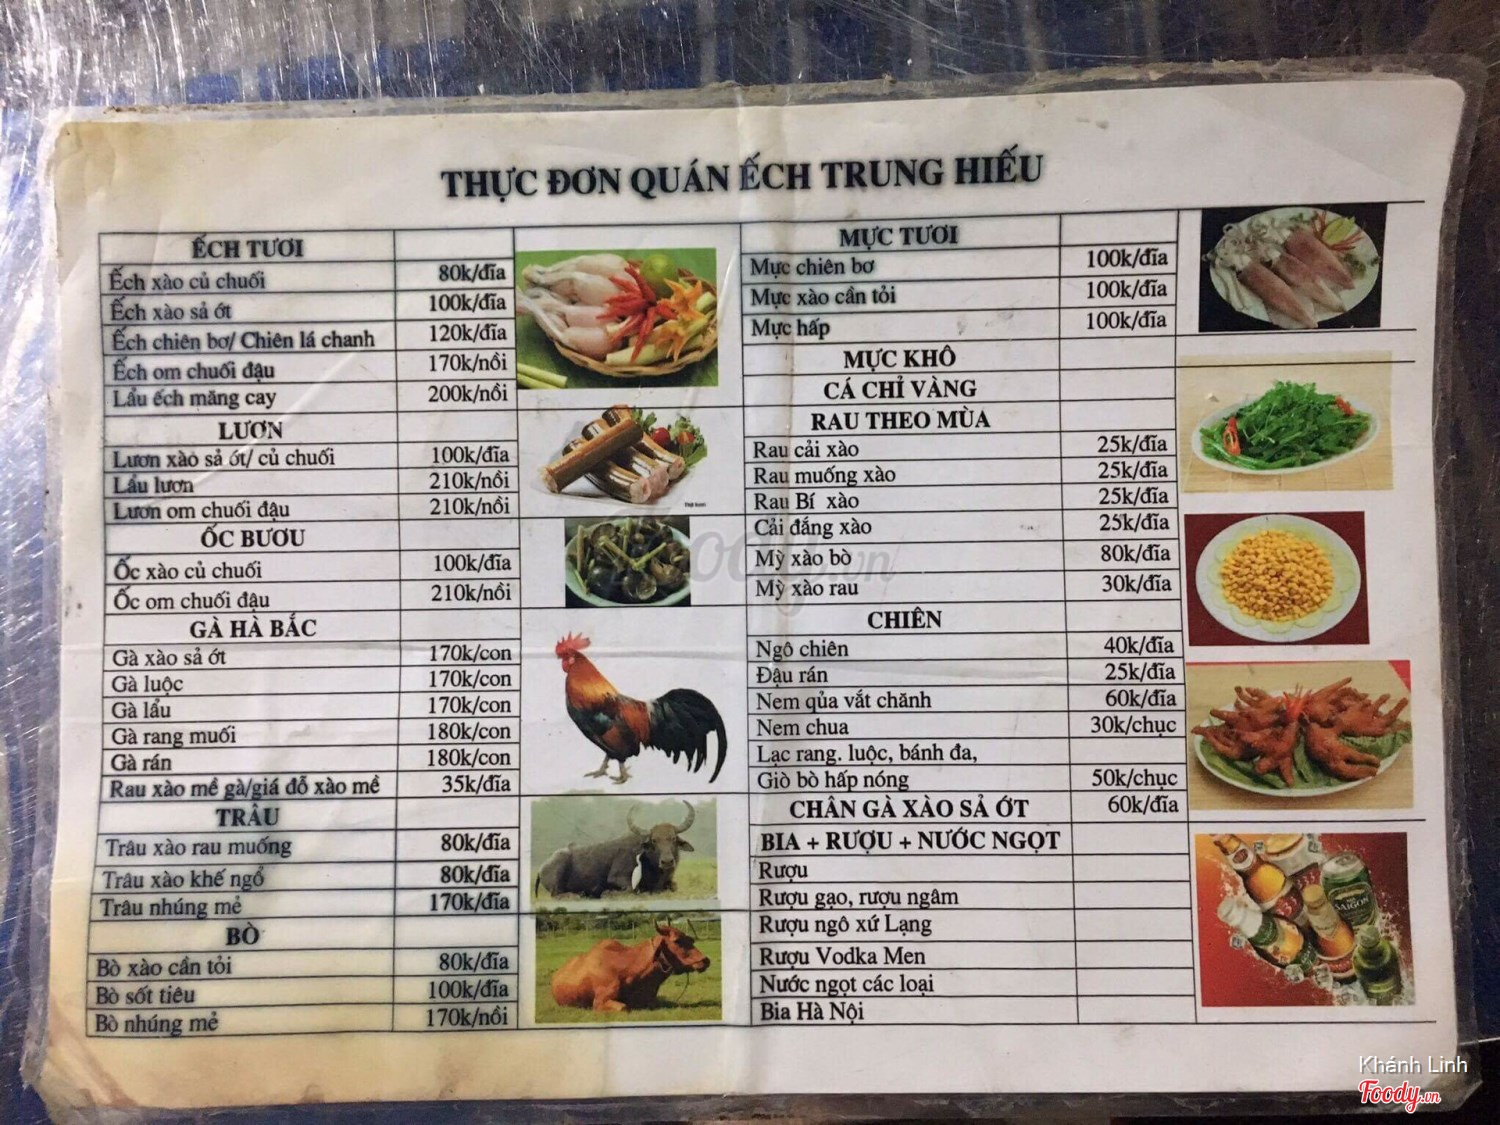 THỰC ĐƠN QUÁN ẾCH TRUNG HIẾU
ẾCH TƯƠI
Ếch xào củ chuối 80k/đĩa
Ếch xào sả ớt 100k/đĩa
Ếch chiên bơ/ Chiên lá chanh 120k/đĩa
Ếch om chuối đậu 170k/nồi
Lẩu ếch măng cay 200k/nồi
LƯƠN
Lươn xào sả ớt/ củ chuối 100k/đĩa
Lẩu lươn 210k/nồi
Lươn om chuối đậu 210k/nồi
ỐC BƯƠU
Ốc xào củ chuối 100k/đĩa
Ốc om chuối đậu 210k/nồi
GÀ HÀ BẮC
Gà xào sả ớt 170k/con
Gà luộc 170k/con
Gà lẩu 170k/con
Gà rang muối 180k/con
Gà rán 180k/con
Rau xào mề gà/giá đỗ xào mề 35k/đĩa
TRÂU
Trâu xào rau muống 80k/đĩa
Trâu xào khế ngổ 80k/đĩa
Trâu nhúng mẻ 170k/đĩa
BÒ
Bò xào cần tỏi 80k/đĩa
Bò sốt tiêu 100k/đĩa
Bò nhúng mẻ 170k/nồi
MỰC TƯƠI
Mực chiên bơ 100k/đĩa
Mực xào cần tỏi 100k/đĩa
Mực hấp 100k/đĩa
MỰC KHÔ
CÁ CHỈ VÀNG
RAU THEO MÙA
Rau cải xào 25k/đĩa
Rau muống xào 25k/đĩa
Rau Bí xào 25k/đĩa
Cải đắng xào 25k/đĩa
Mỳ xào bò 80k/đĩa
Mỳ xào rau 30k/đĩa
CHIÊN
Ngô chiên 40k/đĩa
Đậu rán 25k/đĩa
Nem qủa vắt chănh 60k/đĩa
Nem chua 30k/chục
Lạc rang. luộc, bánh đa,
Giò bò hấp nóng 50k/chục
CHÂN GÀ XÀO SẢ ỚT 60k/đĩa
BIA + RƯỢU + NƯỚC NGỌT
Rượu
Rượu gạo, rượu ngâm
Rượu ngô xứ Lạng
Rượu Vodka Men
Nước ngọt các loại
Bia Hà Nội
SAIGON
Foody.vn
Khánh Linh
Foody.vn